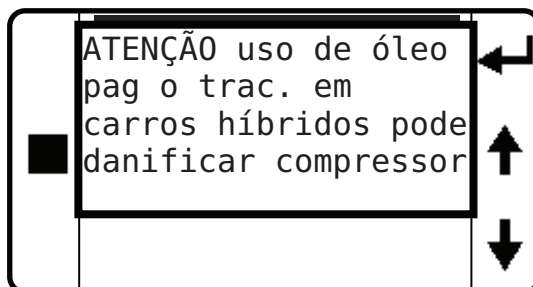 ATENÇÃO uso de óleo
pag o trac. em
carros híbridos pode
danificar compressor